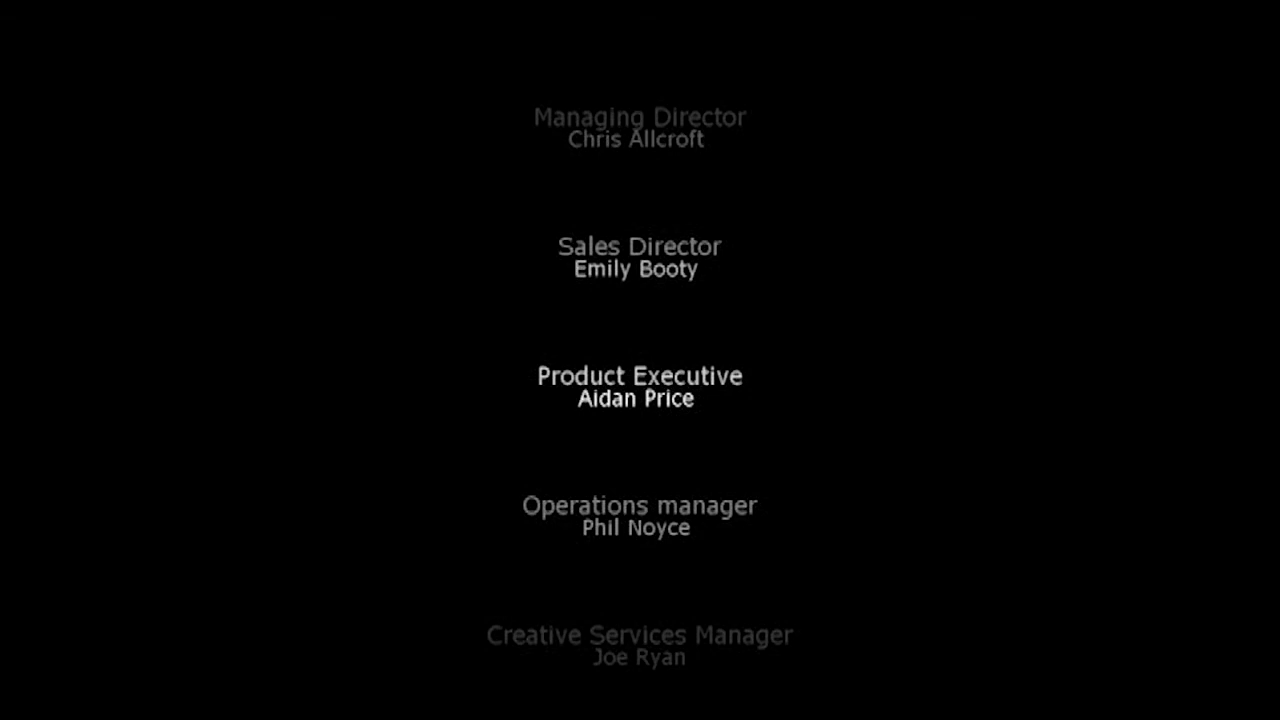 Managing Director
Chris Allcroft
Sales Director
Emily Booty
Product Executive
Aidan Price
Operations manager
Phil Noyce
Creative Services Manager
Joe Ryan